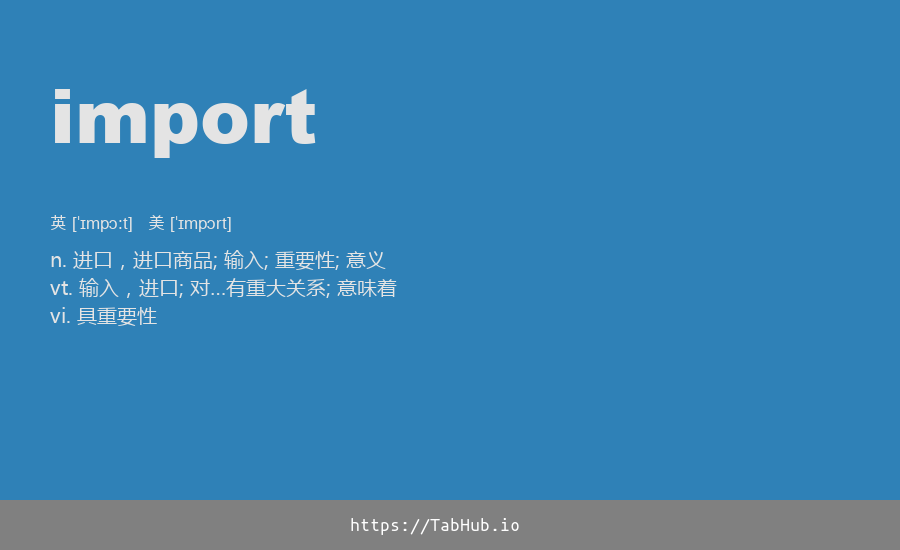 import
英 [ˈɪmpɔːt] 美 [ˈɪmpɔrt]
n. 进口，进口商品; 输入; 重要性; 意义
vt. 输入，进口; 对...有重大关系; 意味着
vi. 具重要性
https://TabHub.io